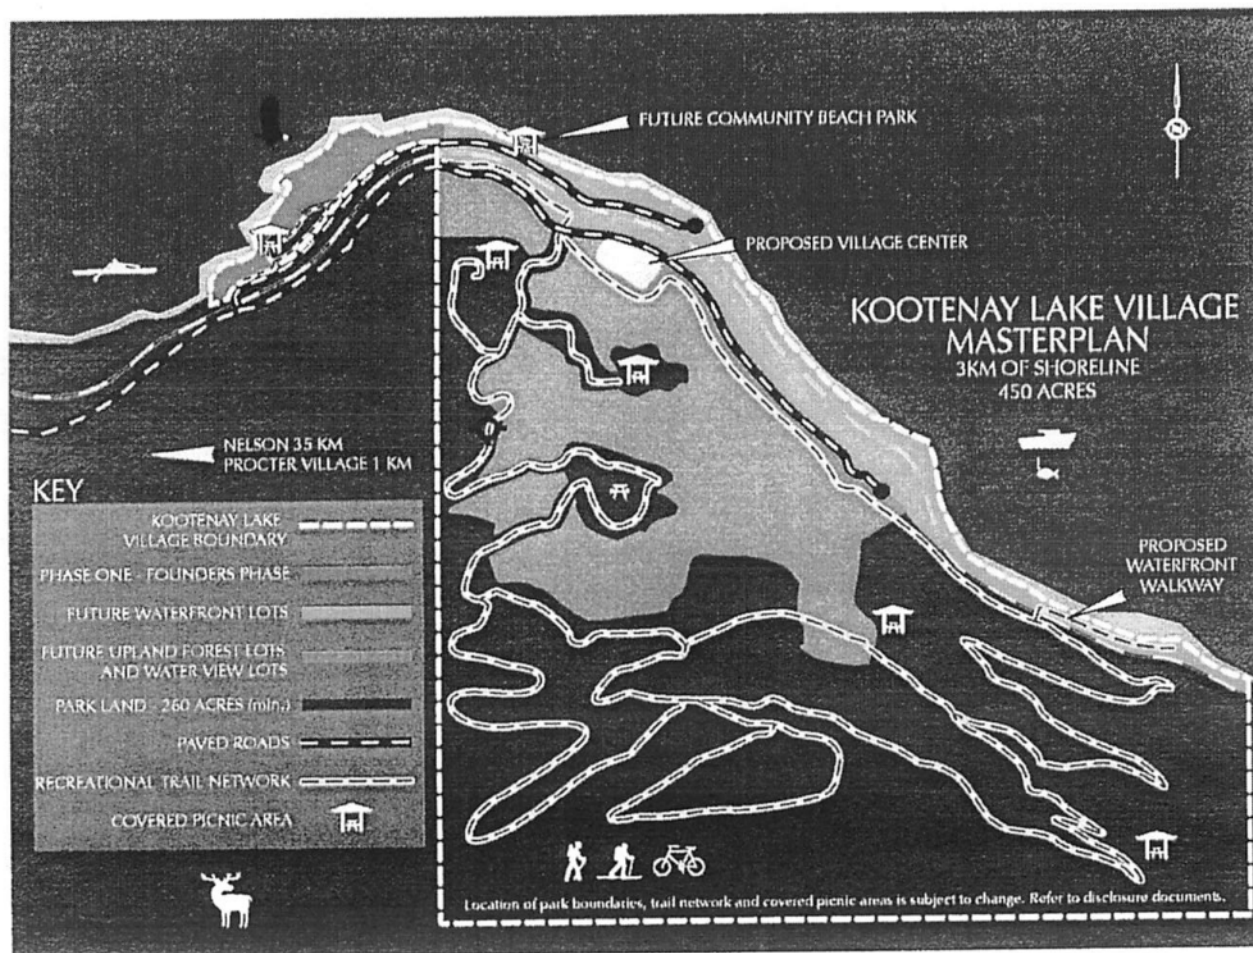 FUTURE COMMUNITY BEACH PARK
N
PROPOSED VILLAGE CENTER
KOOTENAY LAKE VILLAGE
MASTERPLAN
3KM OF SHORELINE
450 ACRES
NELSON 35 KM
PROCTER VILLAGE 1 KM
KEY
KOOTENAY LAKE
VILLAGE BOUNDARY
PHASE ONE - FOUNDERS PHASE
FUTURE WATERFRONT LOTS
FUTURE UPLAND FOREST LOTS
AND WATER VIEW LOTS
PARK LAND - 260 ACRES (min.)
PAVED ROADS
RECREATIONAL TRAIL NETWORK
COVERED PICNIC AREA
PROPOSED
WATERFRONT
WALKWAY
Location of park boundaries, trail network and covered picnic areas is subject to change. Refer to disclosure documents.